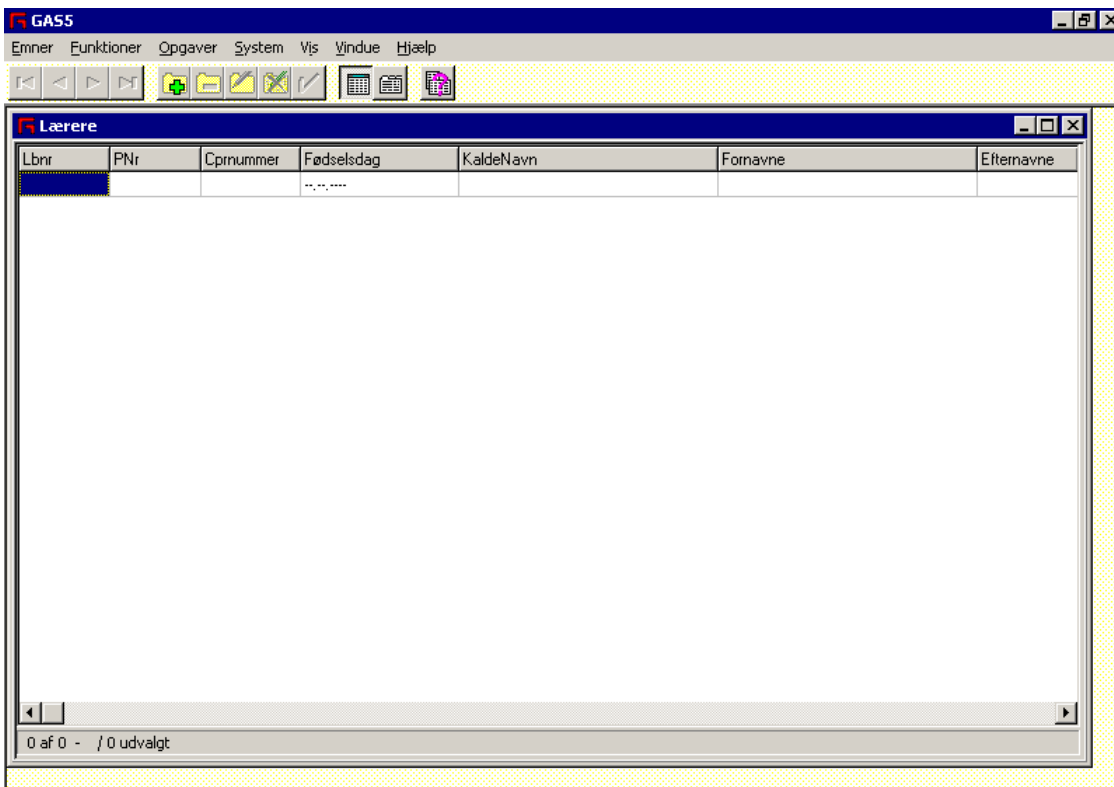 GAS5
Emner Funktioner Opgaver System Vis Vindue Hjælp
Lærere
Lbnr PNr Cprnummer Fødselsdag KaldeNavn Fornavne Efternavne
--.--.----
0 af 0 - / 0 udvalgt